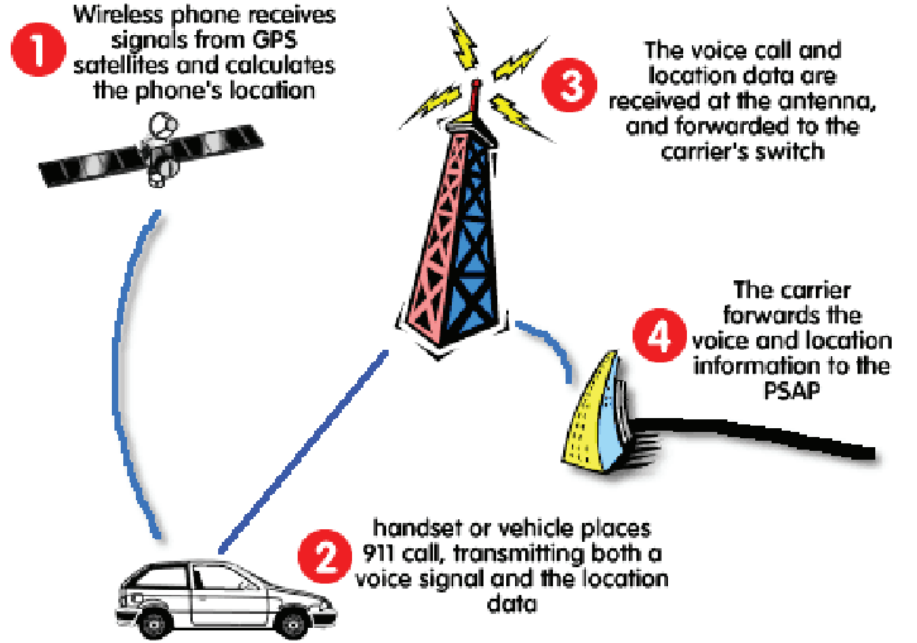 1
Wireless phone receives
signals from GPS
satellites and calculates
the phone's location
3
The voice call and
location data are
received at the antenna,
and forwarded to the
carrier's switch
4
The carrier
forwards the
voice and location
information to the
PSAP
2
handset or vehicle places
911 call, transmitting both a
voice signal and the location
data